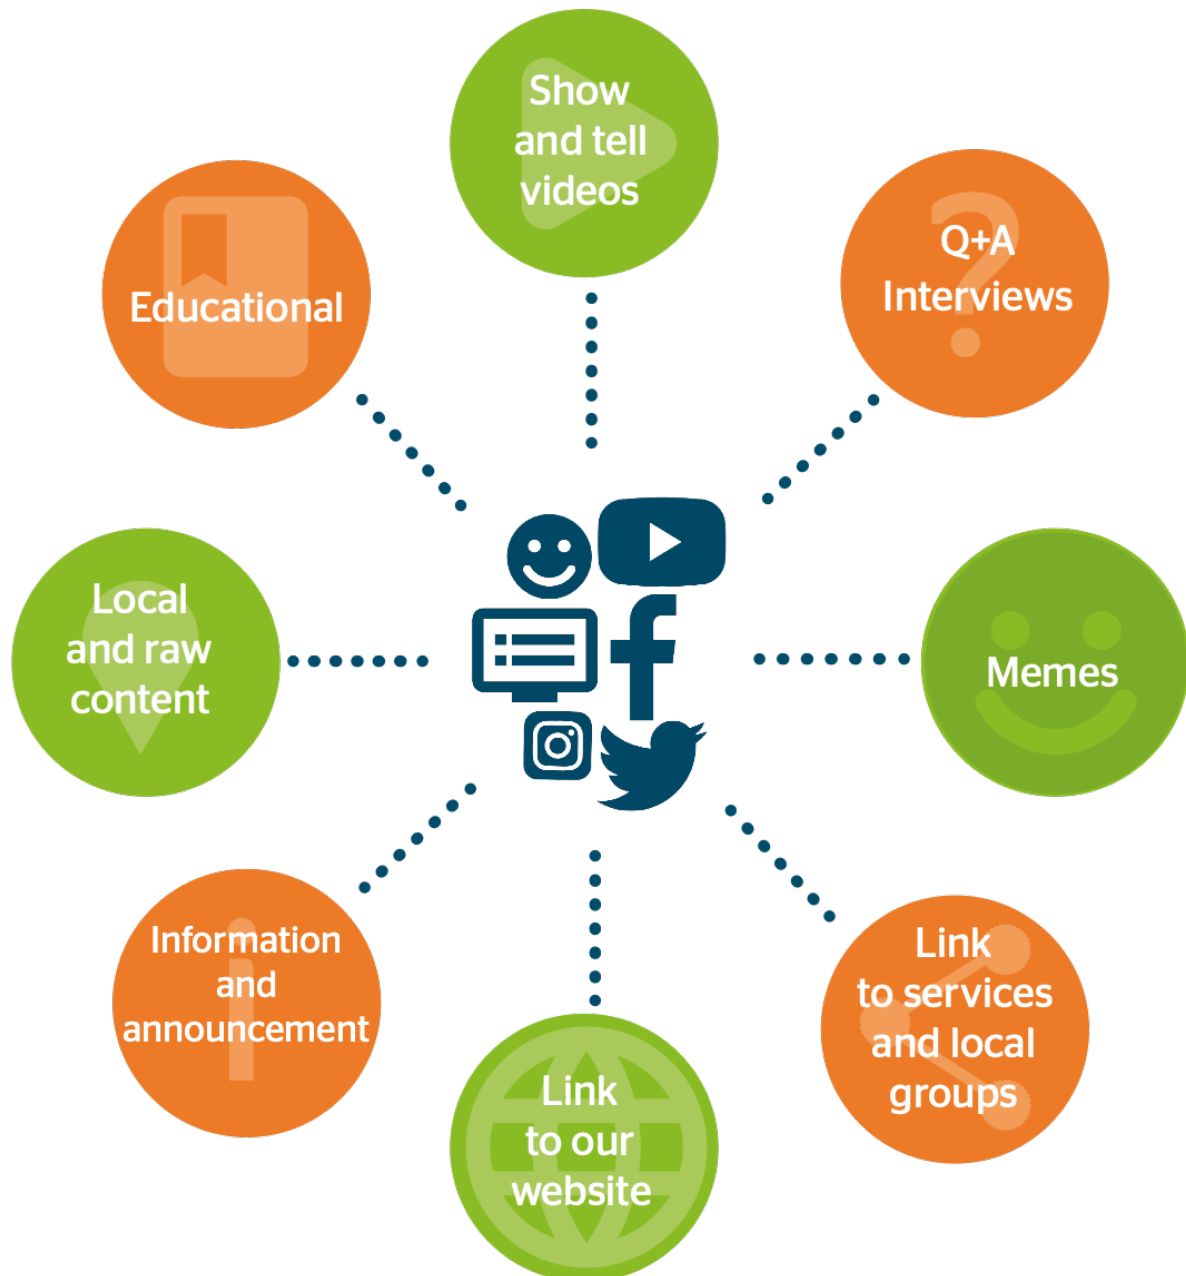 Show
and tell
videos
Q+A
Interviews
Educational
Local
and raw
content
Memes
Information
and
announcement
Link
to services
and local
groups
Link
to our
website